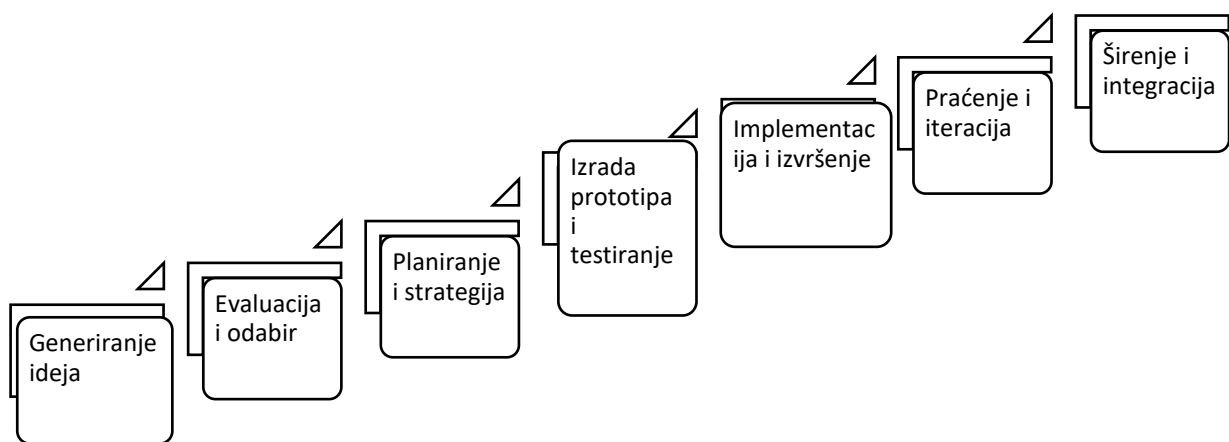 Generiranje
ideja
Evaluacija
i odabir
Planiranje
i strategija
Izrada
prototipa
i
testiranje
Implementac
ija i izvršenje
Praćenje i
iteracija
Širenje i
integracija